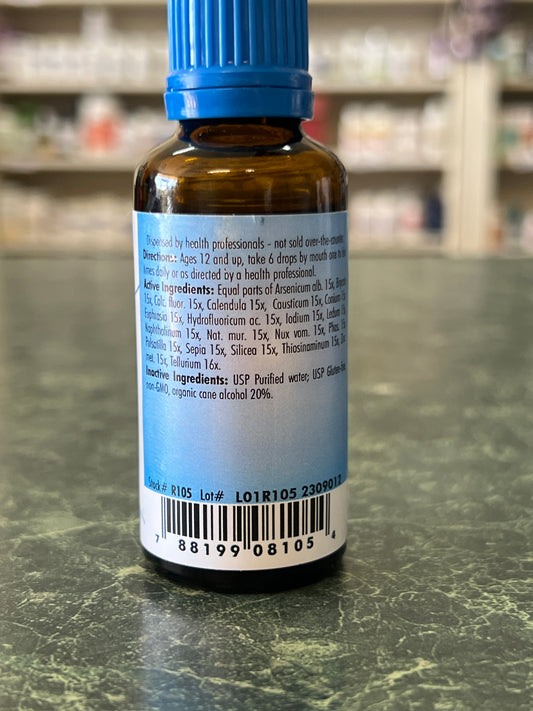 Dispensed by health professionals - not sold over-the-counter
Directions: Ages 12 and up, take 6 drops by mouth one to
times daily or as directed by a health professional.
Active Ingredients: Equal parts of Arsenicum alb. 15x,
15x, Calc. fluor. 15x, Calendula 15x, Causticum 15x, Conium
Euphrasia 15x, Hydrofluoricum ac. 15x, Iodium 15x, Ledum
Naphthalinum 15x, Nat. mur. 15x, Nux vom. 15x, Phos.
Pulsatilla 15x, Sepia 15x, Silicea 15x, Thiosinaminum 15x,
met. 15x, Tellurium 16x.
Inactive Ingredients: USP Purified water; USP
non-GMO, organic cane alcohol 20%.
Stock# R105 Lot# L01R105 2309012
7 88199 08105 4